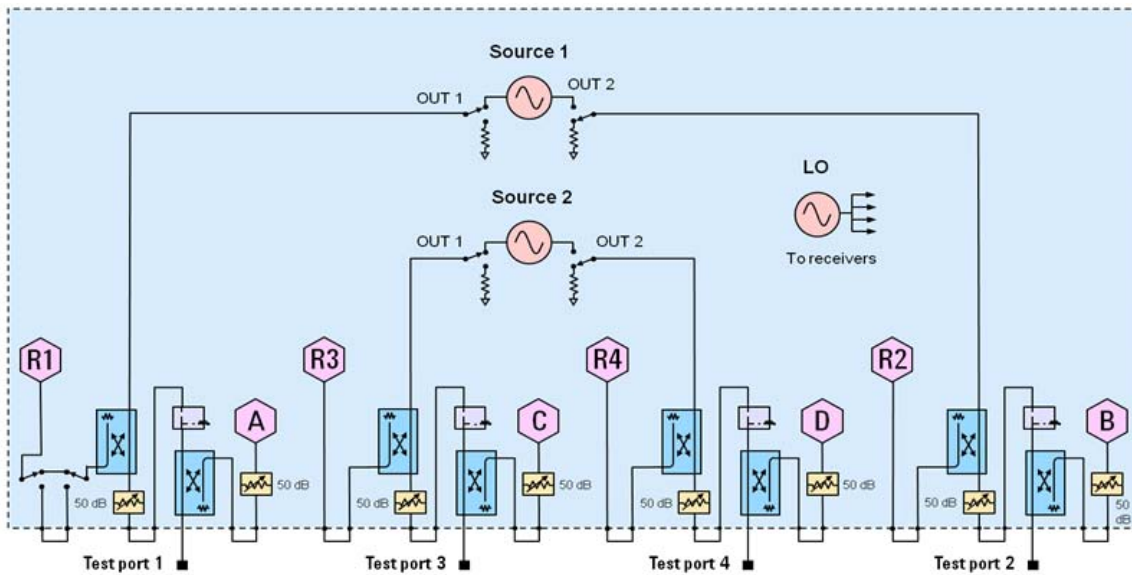 Source 1
OUT 1
OUT 2
LO
Source 2
OUT 1
OUT 2
To receivers
R1
R3
R4
R2
A
C
D
B
50 dB
50 dB
50 dB
50 dB
50 dB
50 dB
50 dB
50
dB
Test port 1
Test port 3
Test port 4
Test port 2